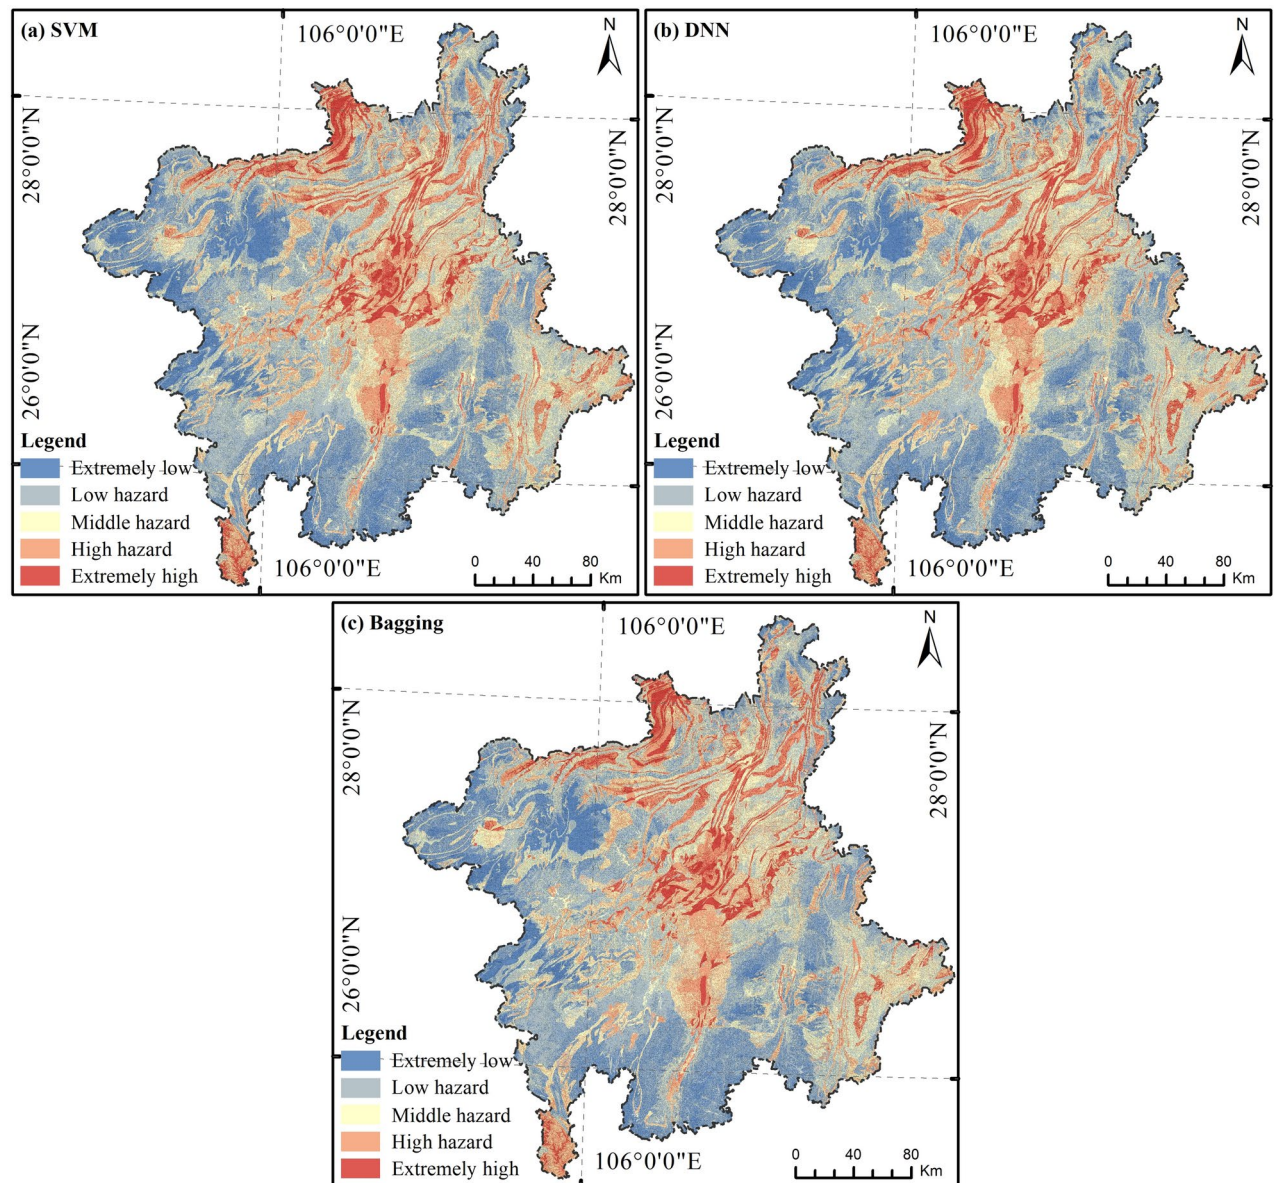 (a) SVM
106°0'0"E
N
28°0'0"N
28°0'0"N
26°0'0"N
Legend
Extremely low
Low hazard
Middle hazard
High hazard
Extremely high
106°0'0"E
0 40 80
Km
(b) DNN
106°0'0"E
N
28°0'0"N
28°0'0"N
26°0'0"N
Legend
Extremely low
Low hazard
Middle hazard
High hazard
Extremely high
106°0'0"E
0 40 80
Km
(c) Bagging
106°0'0"E
N
28°0'0"N
28°0'0"N
26°0'0"N
Legend
Extremely low
Low hazard
Middle hazard
High hazard
Extremely high
106°0'0"E
0 40 80
Km